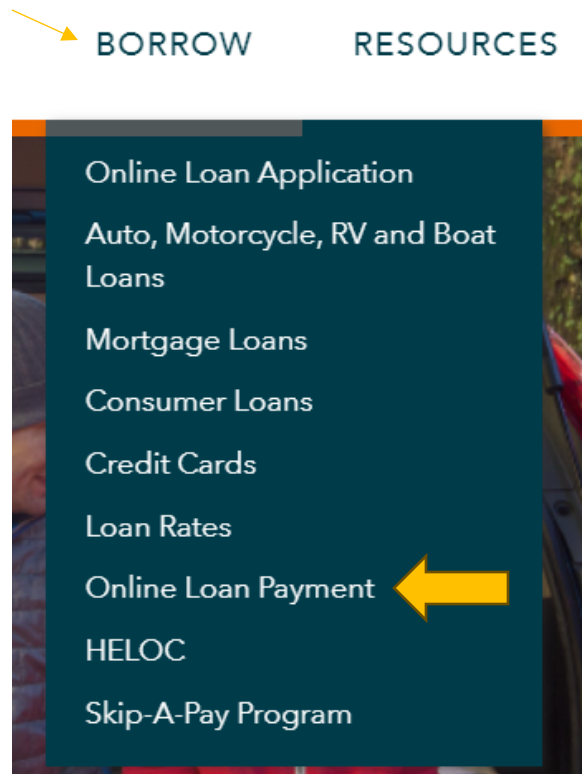 BORROW RESOURCES
Online Loan Application
Auto, Motorcycle, RV and Boat
Loans
Mortgage Loans
Consumer Loans
Credit Cards
Loan Rates
Online Loan Payment
HELOC
Skip-A-Pay Program